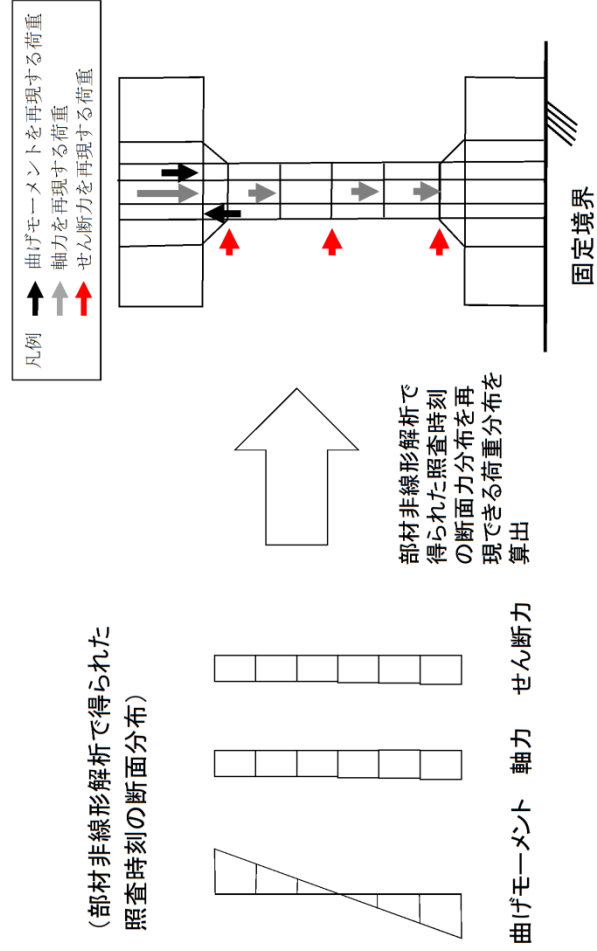 (部材非線形解析で得られた
照査時刻の断面分布)
曲げモーメント
軸力
せん断力
部材非線形解析で
得られた照査時刻
の断面力分布を再
現できる荷重分布を
算出
凡例
曲げモーメントを再現する荷重
軸力を再現する荷重
せん断力を再現する荷重
固定境界